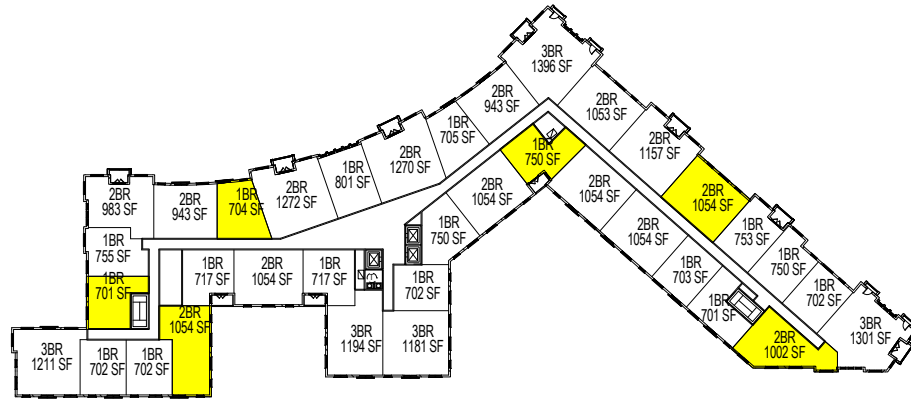 3BR
1396 SF
2BR
943 SF
2BR
1053 SF
1BR
705 SF
2BR
1157 SF
2BR
1270 SF
1BR
750 SF
1BR
801 SF
2BR
1272 SF
2BR
1054 SF
2BR
1054 SF
2BR
1054 SF
2BR
983 SF
2BR
943 SF
1BR
704 SF
1BR
750 SF
2BR
1054 SF
1BR
753 SF
1BR
755 SF
1BR
750 SF
1BR
717 SF
2BR
1054 SF
1BR
717 SF
1BR
702 SF
1BR
703 SF
1BR
702 SF
1BR
701 SF
1BR
701 SF
2BR
1054 SF
3BR
1194 SF
3BR
1181 SF
2BR
1002 SF
3BR
1301 SF
3BR
1211 SF
1BR
702 SF
1BR
702 SF